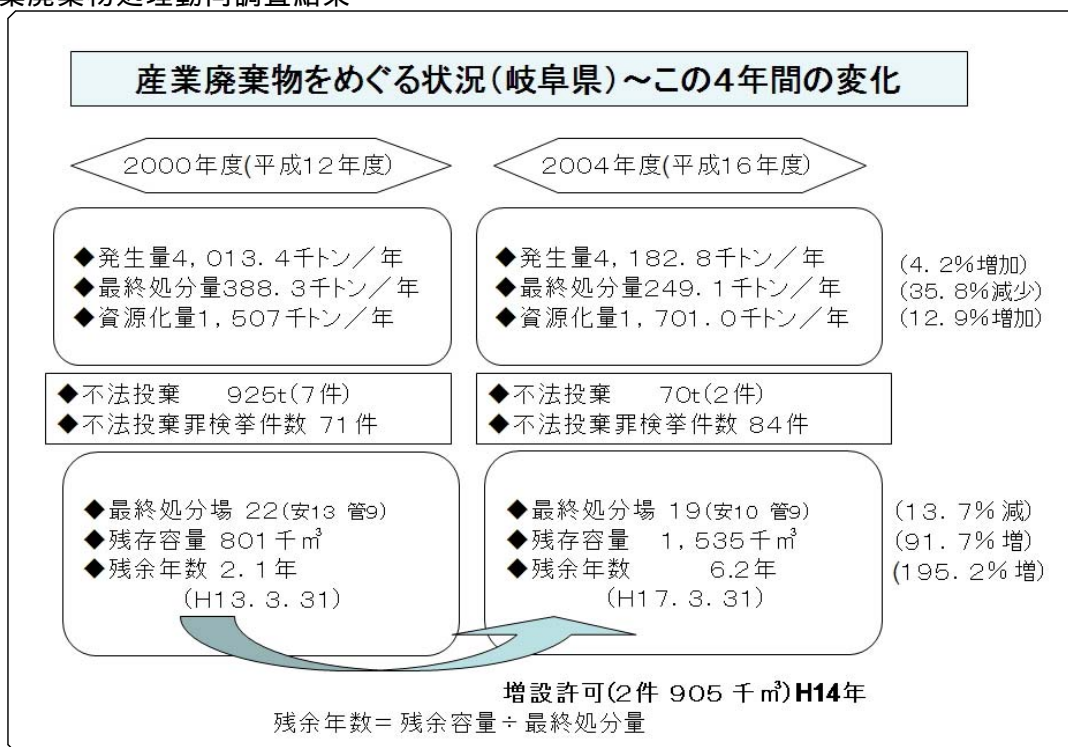 産業廃棄物をめぐる状況(岐阜県)～この4年間の変化
2000年度(平成12年度)
2004年度(平成16年度)
◆発生量4,013.4千トン／年
◆最終処分量388.3千トン／年
◆資源化量1,507千トン／年
◆発生量4,182.8千トン／年
◆最終処分量249.1千トン／年
◆資源化量1,701.0千トン／年
(4.2%増加)
(35.8%減少)
(12.9%増加)
◆不法投棄 925t(7件)
◆不法投棄罪検挙件数 71件
◆不法投棄 70t(2件)
◆不法投棄罪検挙件数 84件
◆最終処分場 22(安13 管9)
◆残存容量 801千㎥
◆残余年数 2.1年
(H13.3.31)
◆最終処分場 19(安10 管9)
◆残存容量 1,535千㎥
◆残余年数 6.2年
(H17.3.31)
(13.7%減)
(91.7%増)
(195.2%増)
増設許可(2件 905千㎥)H14年
残余年数=残余容量÷最終処分量